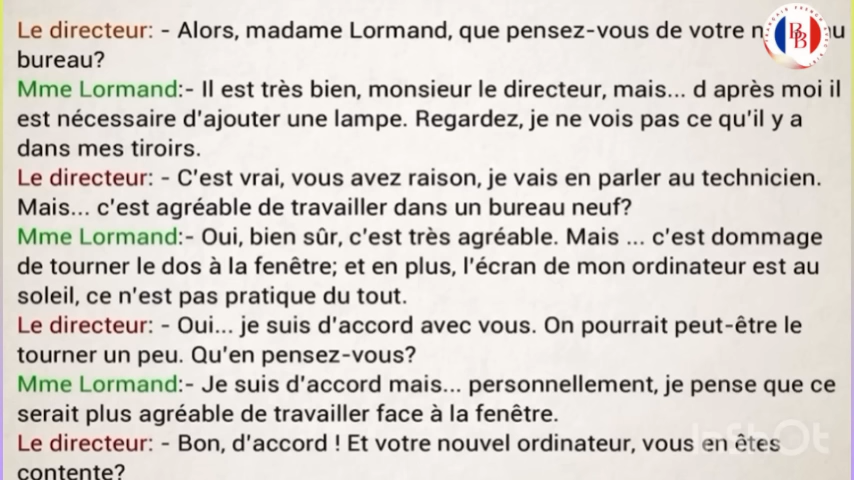 Le directeur: - Alors, madame Lormand, que pensez-vous de votre
bureau?
Mme Lormand:- Il est très bien, monsieur le directeur, mais... d après moi il
est nécessaire d'ajouter une lampe. Regardez, je ne vois pas ce qu'il y a
dans mes tiroirs.
Le directeur: - C'est vrai, vous avez raison, je vais en parler au technicien.
Mais... c'est agréable de travailler dans un bureau neuf?
Mme Lormand:- Oui, bien sûr, c'est très agréable. Mais ... c'est dommage
de tourner le dos à la fenêtre; et en plus, l'écran de mon ordinateur est au
soleil, ce n'est pas pratique du tout.
Le directeur: - Oui... je suis d'accord avec vous. On pourrait peut-être le
tourner un peu. Qu'en pensez-vous?
Mme Lormand:- Je suis d'accord mais... personnellement, je pense que ce
serait plus agréable de travailler face à la fenêtre.
Le directeur: - Bon, d'accord ! Et votre nouvel ordinateur, vous en êtes
contente?
InShOt